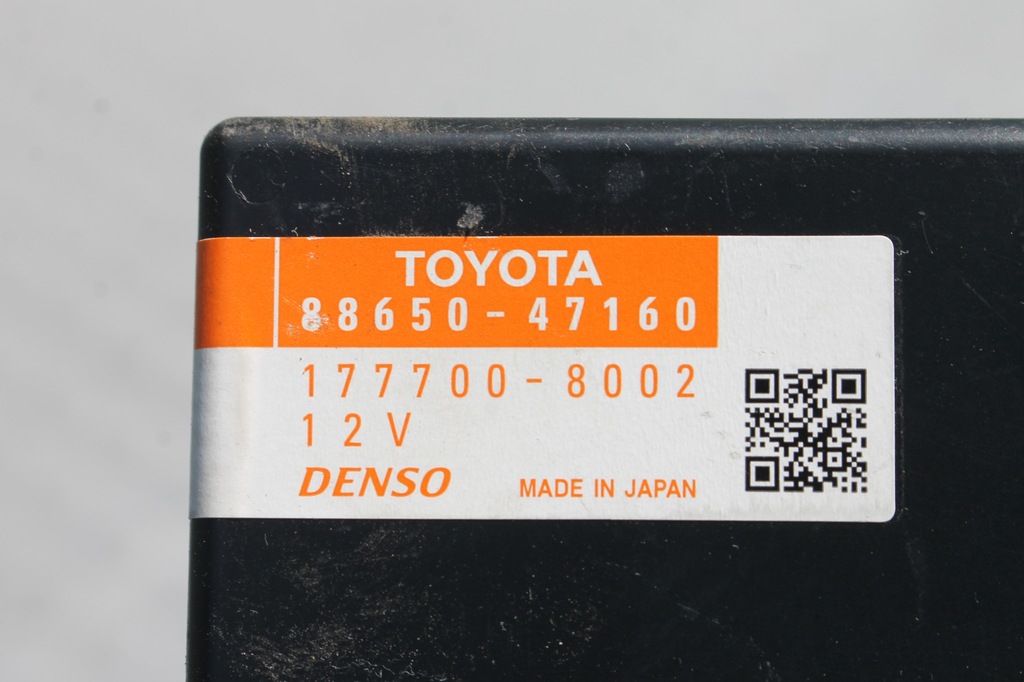 TOYOTA
88650-47160
177700-8002
12V
DENSO MADE IN JAPAN